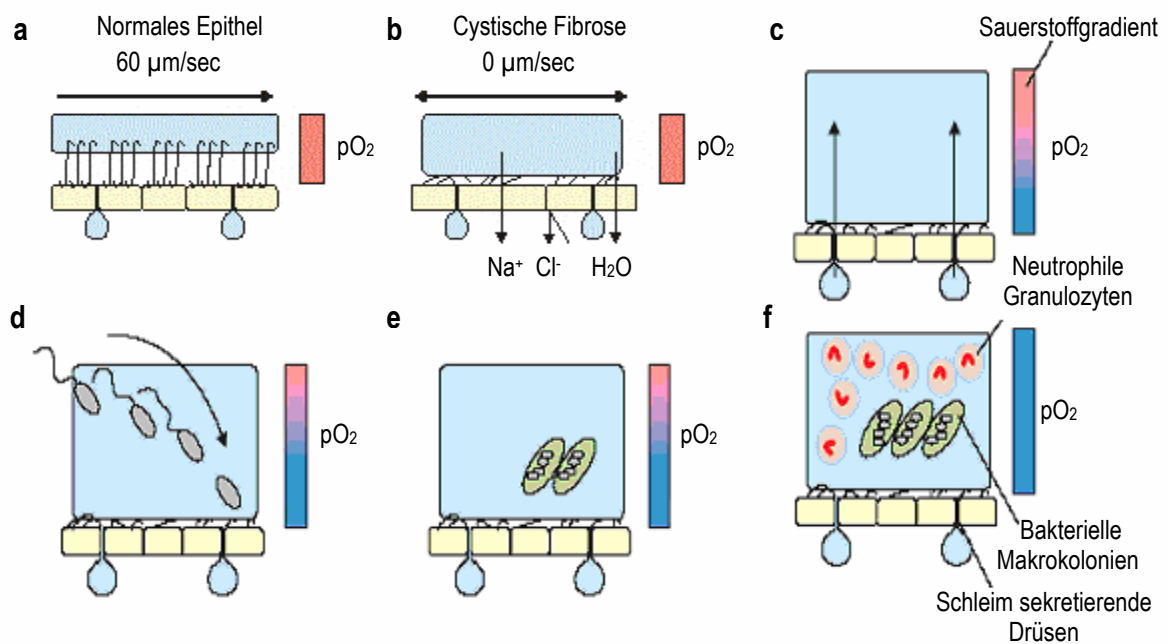 a
Normales Epithel
60 µm/sec
pO₂
b
Cystische Fibrose
0 µm/sec
pO₂
Na⁺ Cl⁻ H₂O
c
Sauerstoffgradient
pO₂
d
pO₂
e
pO₂
f
Neutrophile
Granulozyten
pO₂
Bakterielle
Makrokolonien
Schleim sekretierende
Drüsen